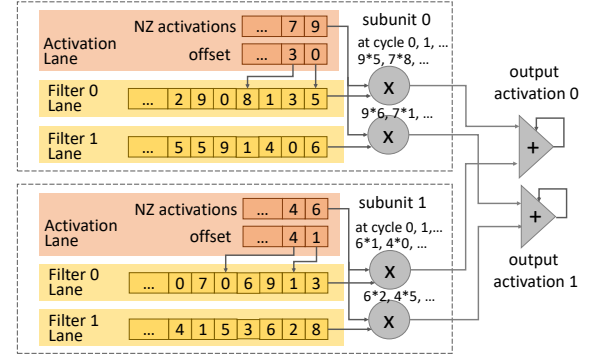 NZ activations ... 7 9
subunit 0
Activation
Lane
offset ... 3 0
at cycle 0, 1, ...
9*5, 7*8, ...
Filter 0
Lane
... 2 9 0 8 1 3 5
X
output
activation 0
9*6, 7*1, ...
Filter 1
Lane
... 5 5 9 1 4 0 6
X
+
NZ activations ... 4 6
subunit 1
Activation
Lane
offset ... 4 1
at cycle 0, 1,...
6*1, 4*0, ...
+
Filter 0
Lane
... 0 7 0 6 9 1 3
X
output
activation 1
6*2, 4*5, ...
Filter 1
Lane
... 4 1 5 3 6 2 8
X